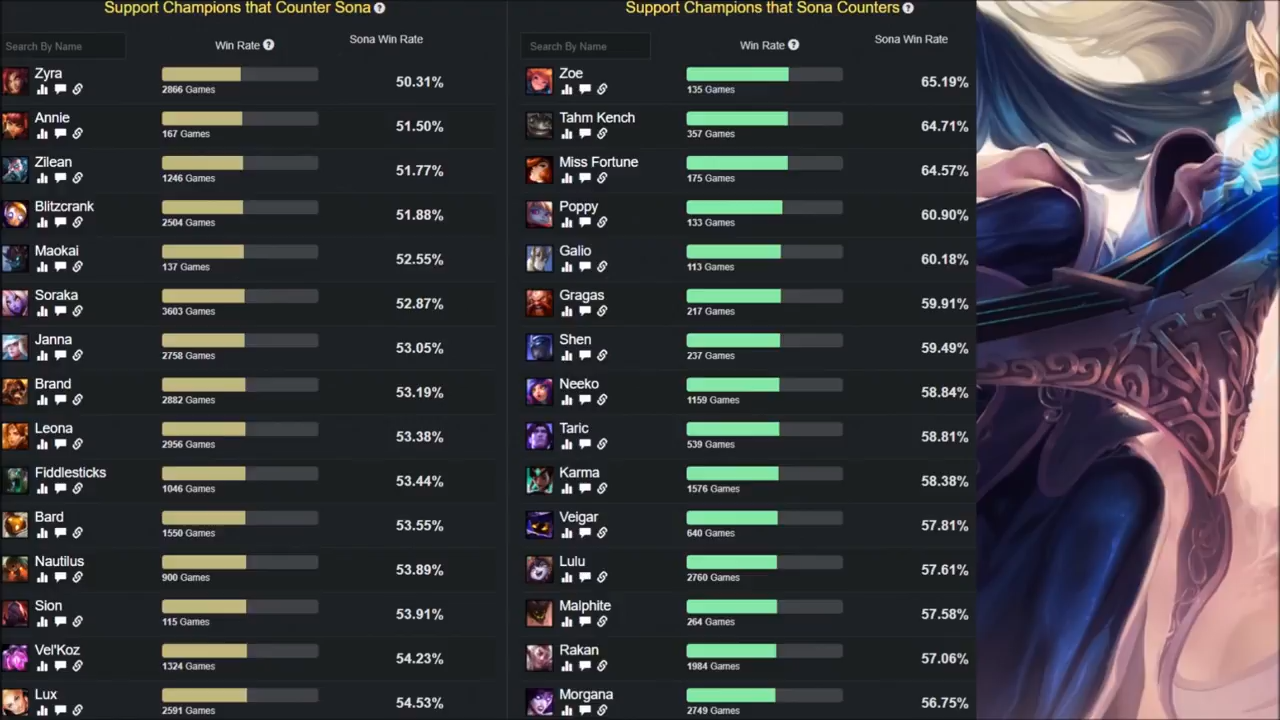 Support Champions that Counter Sona ?
Search By Name
Win Rate ?
Sona Win Rate
Zyra
2866 Games
50.31%
Annie
167 Games
51.50%
Zilean
1246 Games
51.77%
Blitzcrank
2504 Games
51.88%
Maokai
137 Games
52.55%
Soraka
3603 Games
52.87%
Janna
2758 Games
53.05%
Brand
2882 Games
53.19%
Leona
2956 Games
53.38%
Fiddlesticks
1046 Games
53.44%
Bard
1550 Games
53.55%
Nautilus
900 Games
53.89%
Sion
115 Games
53.91%
Vel'Koz
1324 Games
54.23%
Lux
2591 Games
54.53%
Support Champions that Sona Counters ?
Search By Name
Win Rate ?
Sona Win Rate
Zoe
135 Games
65.19%
Tahm Kench
357 Games
64.71%
Miss Fortune
175 Games
64.57%
Poppy
133 Games
60.90%
Galio
113 Games
60.18%
Gragas
217 Games
59.91%
Shen
237 Games
59.49%
Neeko
1159 Games
58.84%
Taric
539 Games
58.81%
Karma
1576 Games
58.38%
Veigar
640 Games
57.81%
Lulu
2760 Games
57.61%
Malphite
264 Games
57.58%
Rakan
1984 Games
57.06%
Morgana
2749 Games
56.75%